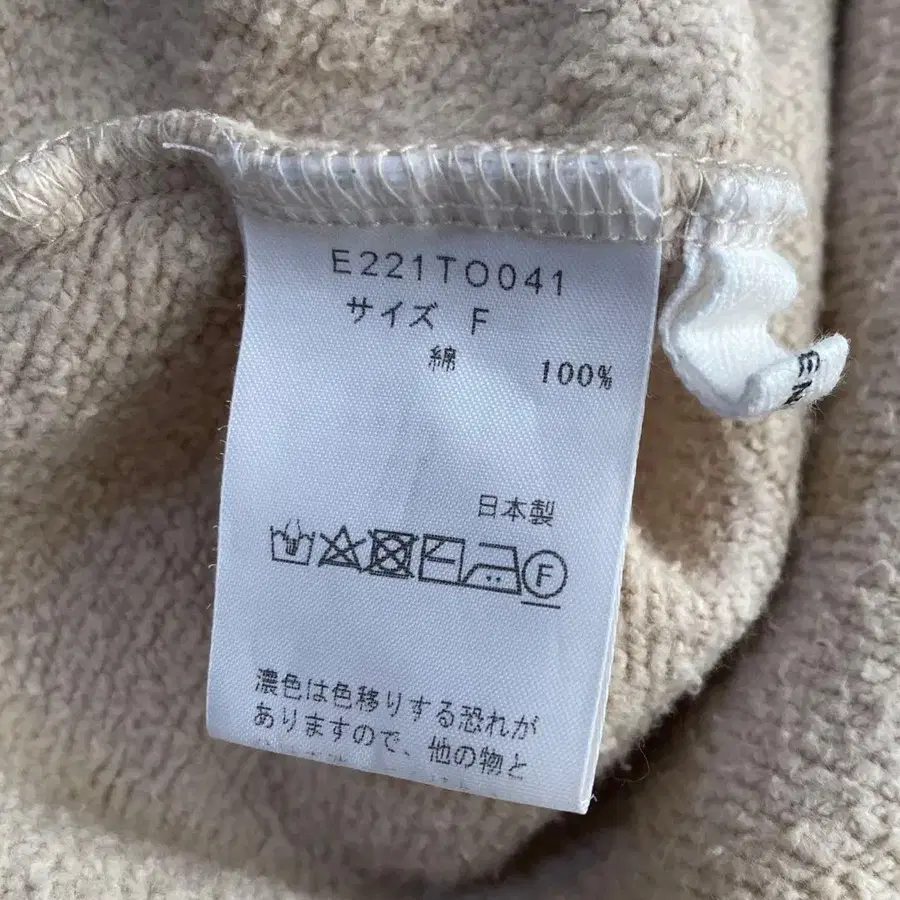 E221TO041
サイズ F
綿 100%
日本製
F
濃色は色移りする恐れが
ありますので、他の物と